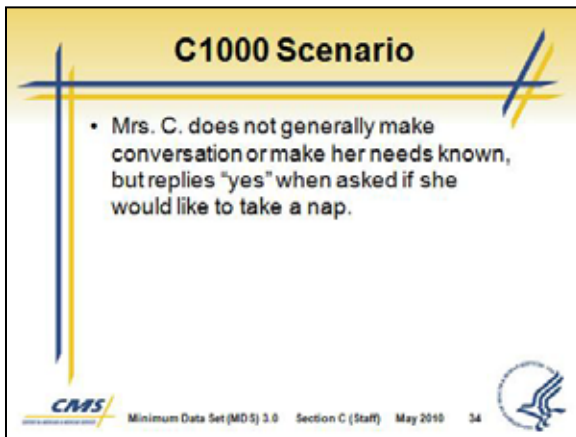 C1000 Scenario
• Mrs. C. does not generally make
conversation or make her needs known,
but replies “yes” when asked if she
would like to take a nap.
CMS
Minimum Data Set (MDS) 3.0 Section C (Staff) May 2010 34